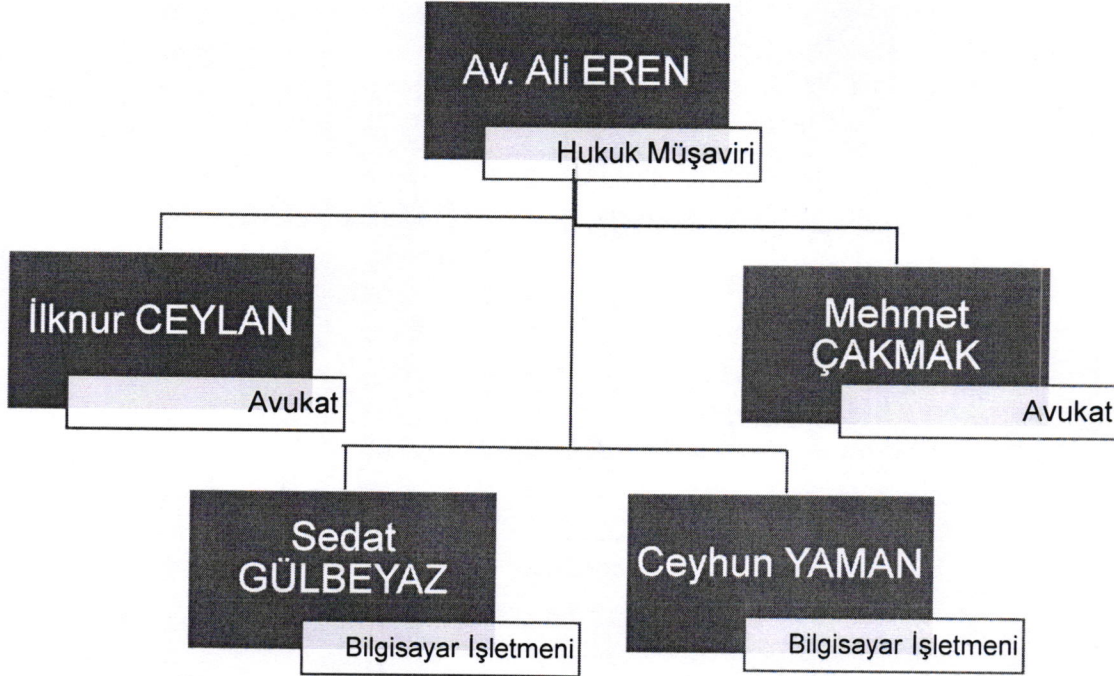 Av. Ali EREN
Hukuk Müşaviri
İlknur CEYLAN
Avukat
Mehmet
ÇAKMAK
Avukat
Sedat
GÜLBEYAZ
Bilgisayar İşletmeni
Ceyhun YAMAN
Bilgisayar İşletmeni